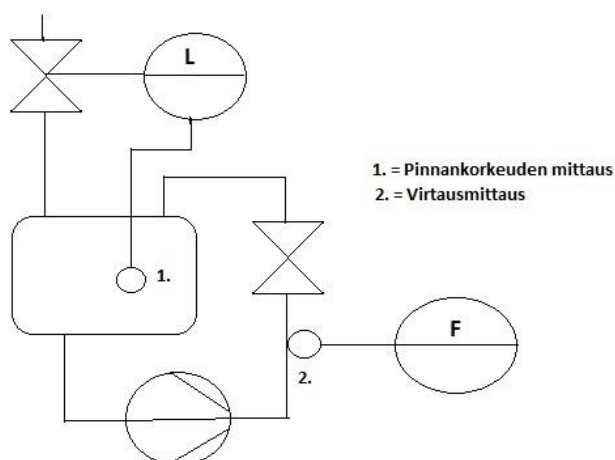 L
1. = Pinnankorkeuden mittaus
2. = Virtausmittaus
1.
F
2.